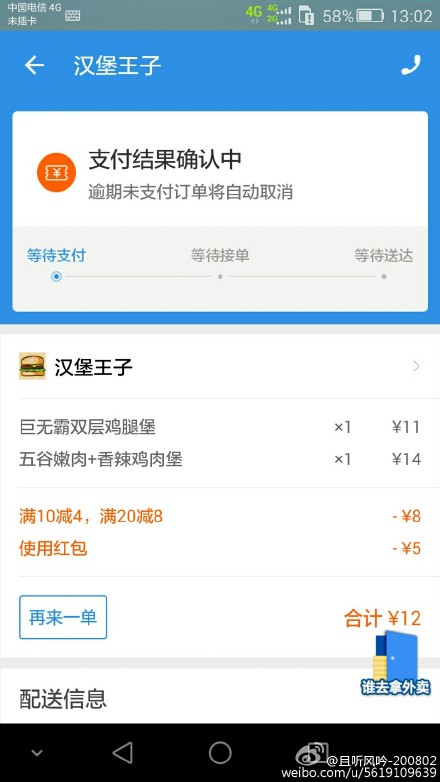 中国电信 4G
未插卡
4G 4G 2G 58% 13:02
汉堡王子
支付结果确认中
逾期未支付订单将自动取消
等待支付 等待接单 等待送达
汉堡王子
巨无霸双层鸡腿堡 ×1 ¥11
五谷嫩肉+香辣鸡肉堡 ×1 ¥14
满10减4，满20减8 - ¥8
使用红包 - ¥5
再来一单 合计 ¥12
谁去拿外卖
配送信息
@且听风吟-200802
weibo.com/u/5619109639